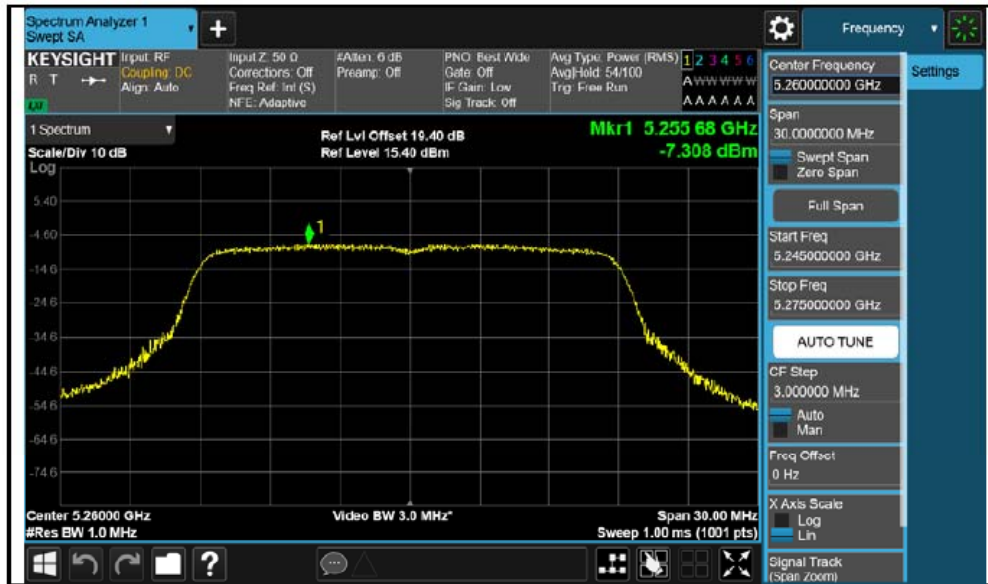 Spectrum Analyzer 1
Swept SA
+
Frequency
KEYSIGHT
R T
Input: RF
Coupling: DC
Align: Auto
Input Z: 50 Ω
Corrections: Off
Freq Ref: Int (S)
NFE: Adaptive
#Atten: 6 dB
Preamp: Off
PNO: Best Wide
Gate: Off
IF Gain: Low
Sig Track: Off
Avg Type: Power (RMS)
Avg|Hold: 54/100
Trig: Free Run
1 2 3 4 5 6
A W W W W W
A A A A A A
1 Spectrum
Scale/Div 10 dB
Log
Ref Lvl Offset 19.40 dB
Ref Level 15.40 dBm
Mkr1 5.255 68 GHz
-7.308 dBm
1
5.40
-4.60
-14.6
-24.6
-34.6
-44.6
-54.6
-64.6
-74.6
Center 5.26000 GHz
#Res BW 1.0 MHz
Video BW 3.0 MHz*
Span 30.00 MHz
Sweep 1.00 ms (1001 pts)
?
Center Frequency
5.260000000 GHz
Span
30.0000000 MHz
Swept Span
Zero Span
Full Span
Start Freq
5.245000000 GHz
Stop Freq
5.275000000 GHz
AUTO TUNE
CF Step
3.000000 MHz
Auto
Man
Freq Offset
0 Hz
X Axis Scale
Log
Lin
Signal Track
(Span Zoom)
Settings